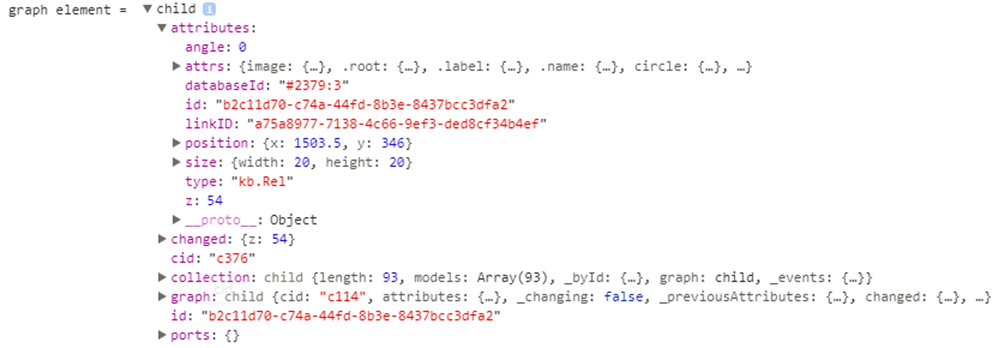 graph element = ▼ child i
▼ attributes:
angle: 0
▶ attrs: {image: {…}, .root: {…}, .label: {…}, .name: {…}, circle: {…}, …}
databaseId: "#2379:3"
id: "b2c11d70-c74a-44fd-8b3e-8437bcc3dfa2"
linkID: "a75a8977-7138-4c66-9ef3-ded8cf34b4ef"
▶ position: {x: 1503.5, y: 346}
▶ size: {width: 20, height: 20}
type: "kb.Rel"
z: 54
▶ __proto__: Object
▶ changed: {z: 54}
cid: "c376"
▶ collection: child {length: 93, models: Array(93), _byId: {…}, graph: child, _events: {…}}
▶ graph: child {cid: "c114", attributes: {…}, _changing: false, _previousAttributes: {…}, changed: {…}, …}
id: "b2c11d70-c74a-44fd-8b3e-8437bcc3dfa2"
▶ ports: {}